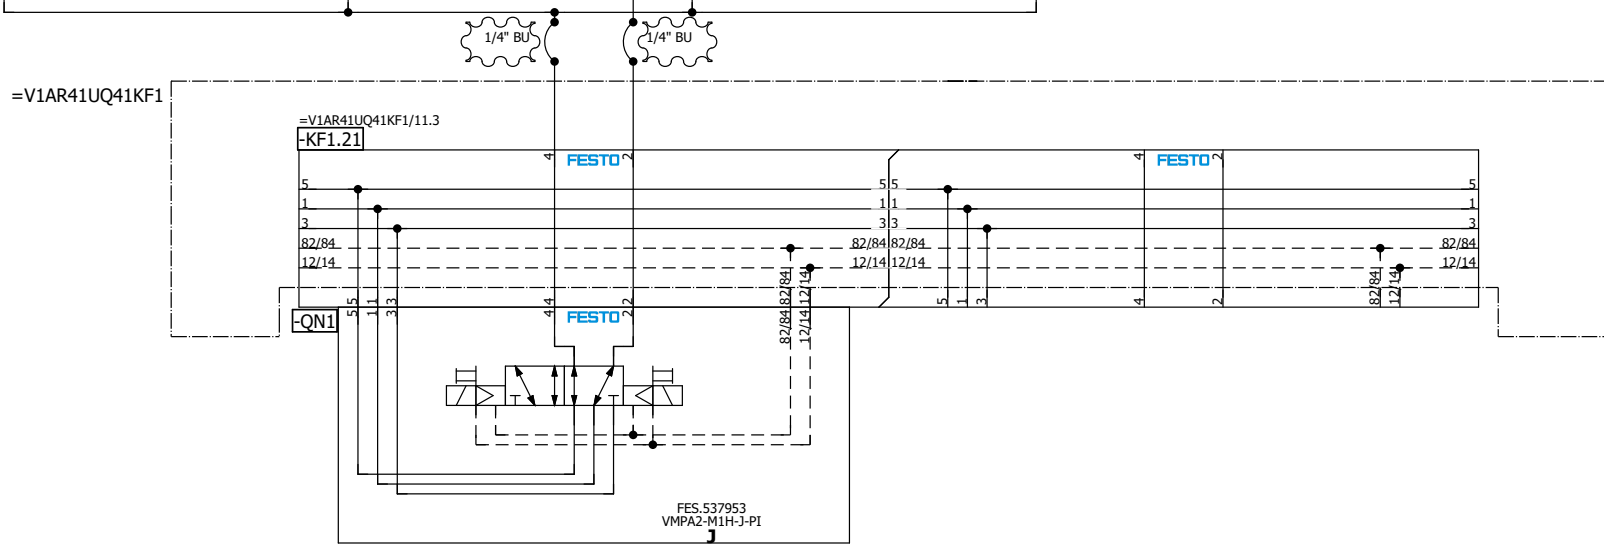 1/4" BU
1/4" BU
=V1AR41UQ41KF1
=V1AR41UQ41KF1/11.3
-KF1.21
4 FESTO 2
4 FESTO 2
5 5 5 5
1 1 1 1
3 3 3 3
82/84 82/84 82/84 82/84
12/14 12/14 12/14 12/14
5 1 3 4 2 82/84 12/14
5 1 3 4 2 82/84 12/14
-QN1
5 1 3 4 FESTO 2 82/84 12/14
FES.537953
VMPA2-M1H-J-PI
J